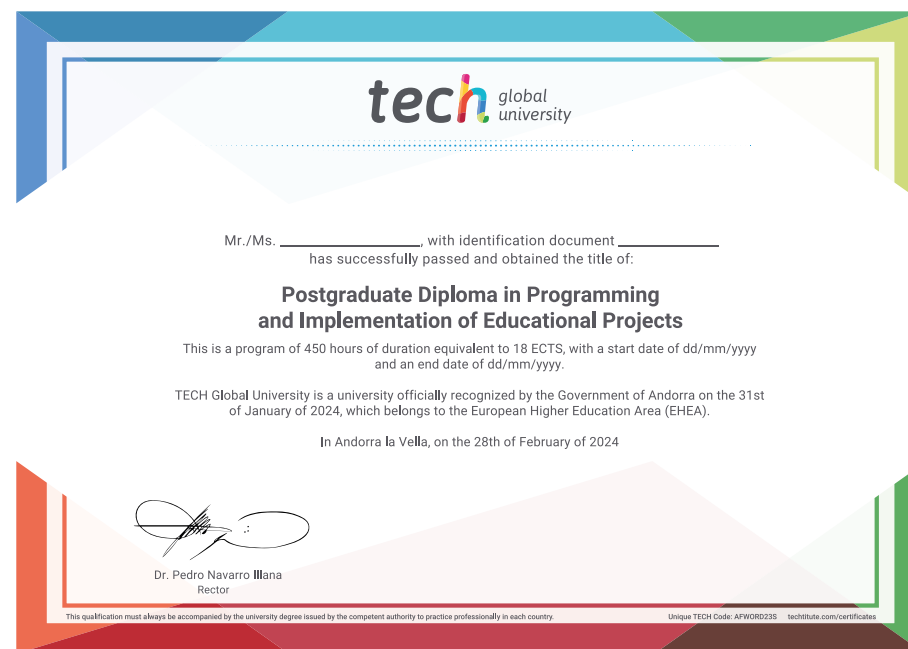 tech global university
Mr./Ms. ____________, with identification document ____________
has successfully passed and obtained the title of:
Postgraduate Diploma in Programming
and Implementation of Educational Projects
This is a program of 450 hours of duration equivalent to 18 ECTS, with a start date of dd/mm/yyyy
and an end date of dd/mm/yyyy.
TECH Global University is a university officially recognized by the Government of Andorra on the 31st
of January of 2024, which belongs to the European Higher Education Area (EHEA).
In Andorra la Vella, on the 28th of February of 2024
Dr. Pedro Navarro Illana
Rector
This qualification must always be accompanied by the university degree issued by the competent authority to practice professionally in each country.
Unique TECH Code: AFWORD23S techtitute.com/certificates